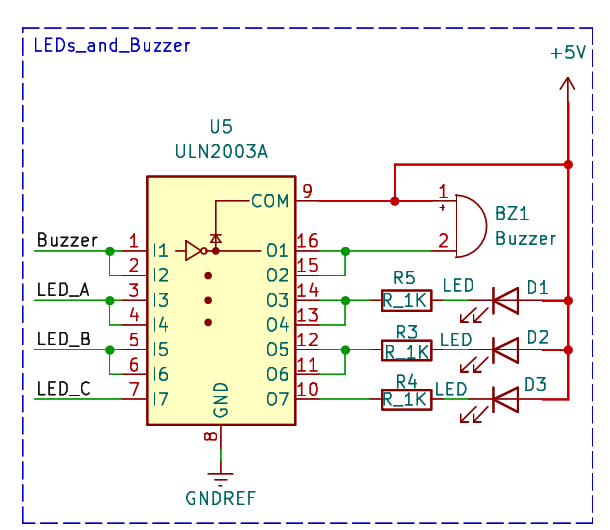 LEDs_and_Buzzer
+5V
U5
ULN2003A
COM
9
1
+
BZ1
Buzzer
2
Buzzer
1
I1
O1
16
2
I2
O2
15
LED_A
3
I3
O3
14
R5
R_1K
LED
D1
4
I4
O4
13
LED_B
5
I5
O5
12
R3
R_1K
LED
D2
6
I6
O6
11
LED_C
7
I7
O7
10
R4
R_1K
LED
D3
GND
8
GNDREF